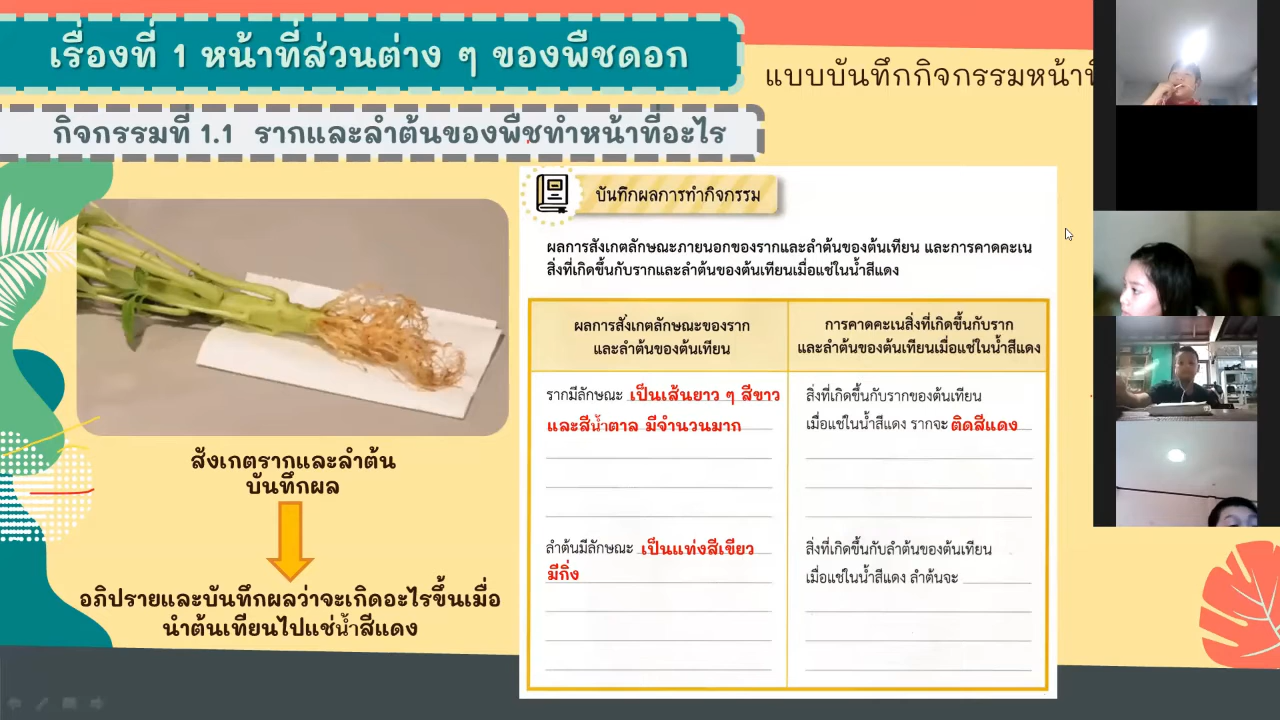 เรื่องที่ 1 หน้าที่ส่วนต่าง ๆ ของพืชดอก
แบบบันทึกกิจกรรมหน้าที่
กิจกรรมที่ 1.1 รากและลำต้นของพืชทำหน้าที่อะไร
บันทึกผลการทำกิจกรรม
ผลการสังเกตลักษณะภายนอกของรากและลำต้นของต้นเทียน และการคาดคะเน
สิ่งที่เกิดขึ้นกับรากและลำต้นของต้นเทียนเมื่อแช่ในน้ำสีแดง
ผลการสังเกตลักษณะของราก
และลำต้นของต้นเทียน
การคาดคะเนสิ่งที่เกิดขึ้นกับราก
และลำต้นของต้นเทียนเมื่อแช่ในน้ำสีแดง
รากมีลักษณะ เป็นเส้นยาว ๆ สีขาว
และสีน้ำตาล มีจำนวนมาก
สิ่งที่เกิดขึ้นกับรากของต้นเทียน
เมื่อแช่ในน้ำสีแดง รากจะ ติดสีแดง
ลำต้นมีลักษณะ เป็นแท่งสีเขียว
มีกิ่ง
สิ่งที่เกิดขึ้นกับลำต้นของต้นเทียน
เมื่อแช่ในน้ำสีแดง ลำต้นจะ
สังเกตรากและลำต้น
บันทึกผล
อภิปรายและบันทึกผลว่าจะเกิดอะไรขึ้นเมื่อ
นำต้นเทียนไปแช่น้ำสีแดง